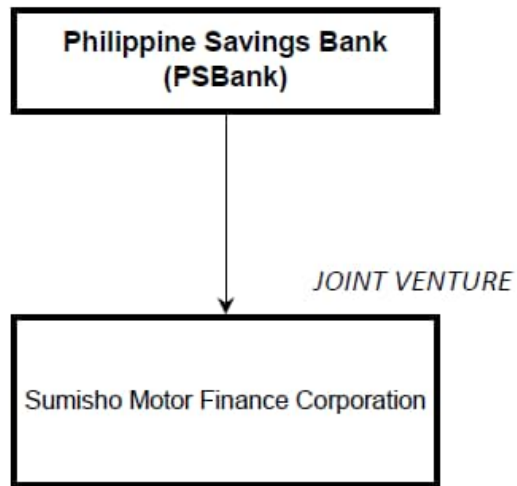 Philippine Savings Bank
(PSBank)
JOINT VENTURE
Sumisho Motor Finance Corporation